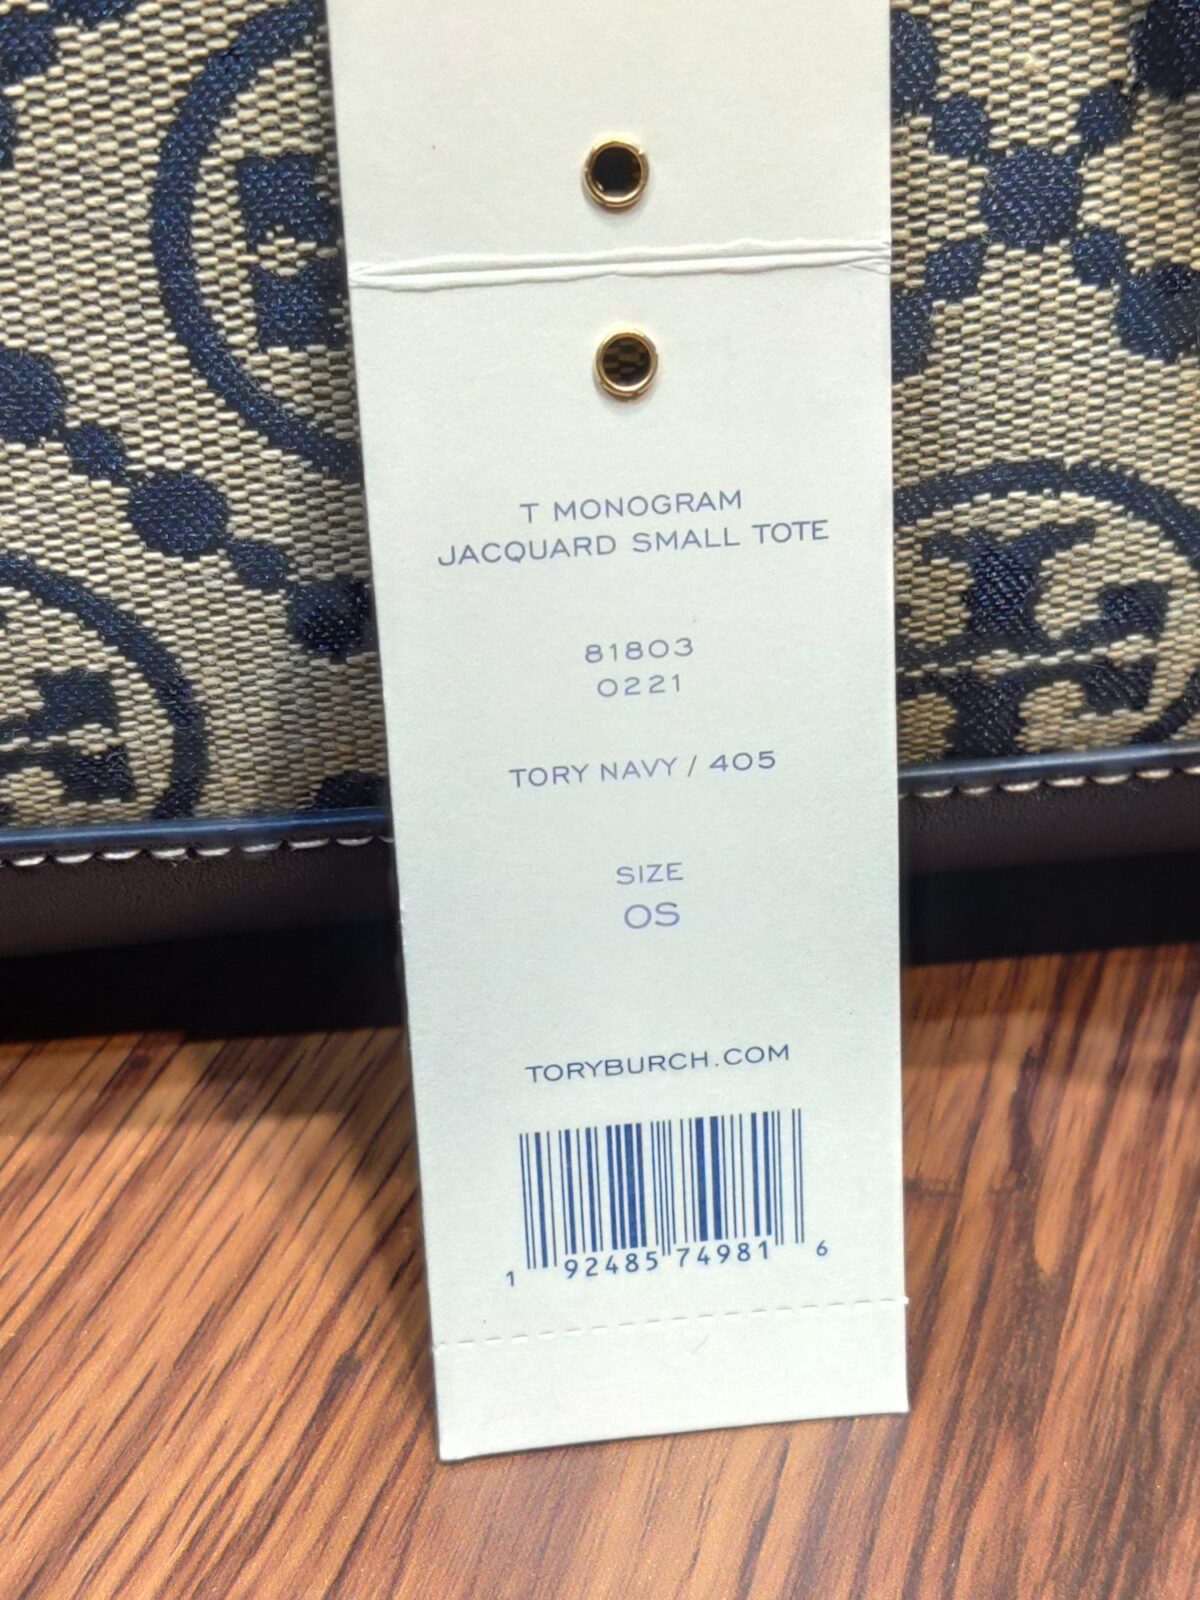 T MONOGRAM
JACQUARD SMALL TOTE
81803
0221
TORY NAVY / 405
SIZE
OS
TORYBURCH.COM
1 92485 74981 6